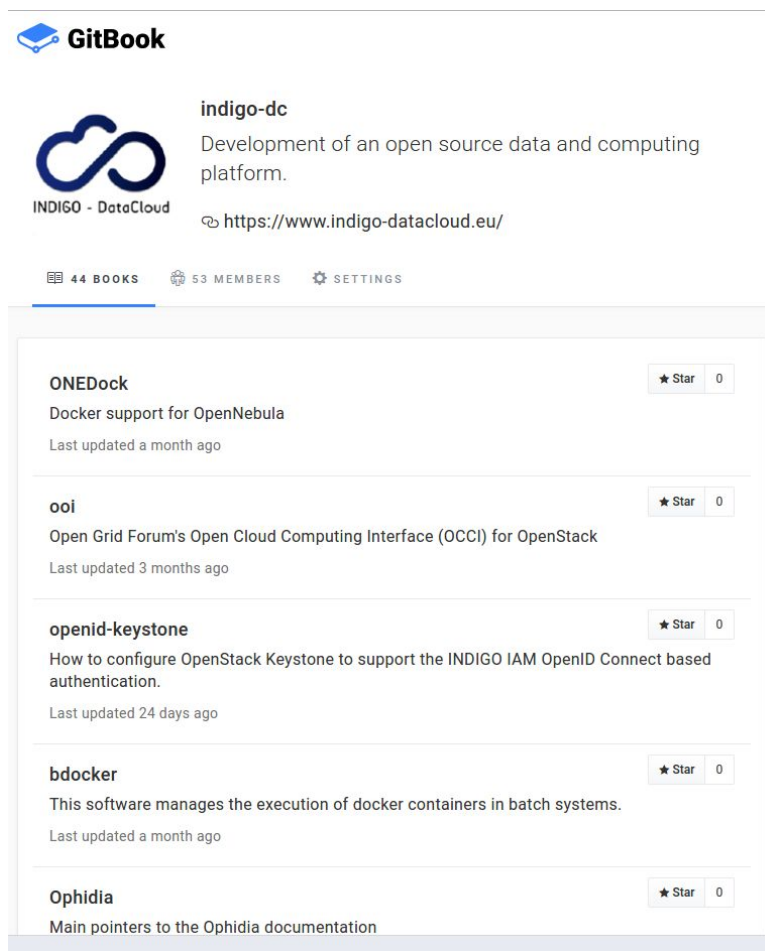 GitBook
indigo-dc
Development of an open source data and computing
platform.
INDIGO - DataCloud
https://www.indigo-datacloud.eu/
44 BOOKS 53 MEMBERS SETTINGS
ONEDock
★ Star 0
Docker support for OpenNebula
Last updated a month ago
ooi
★ Star 0
Open Grid Forum's Open Cloud Computing Interface (OCCI) for OpenStack
Last updated 3 months ago
openid-keystone
★ Star 0
How to configure OpenStack Keystone to support the INDIGO IAM OpenID Connect based
authentication.
Last updated 24 days ago
bdocker
★ Star 0
This software manages the execution of docker containers in batch systems.
Last updated a month ago
Ophidia
★ Star 0
Main pointers to the Ophidia documentation